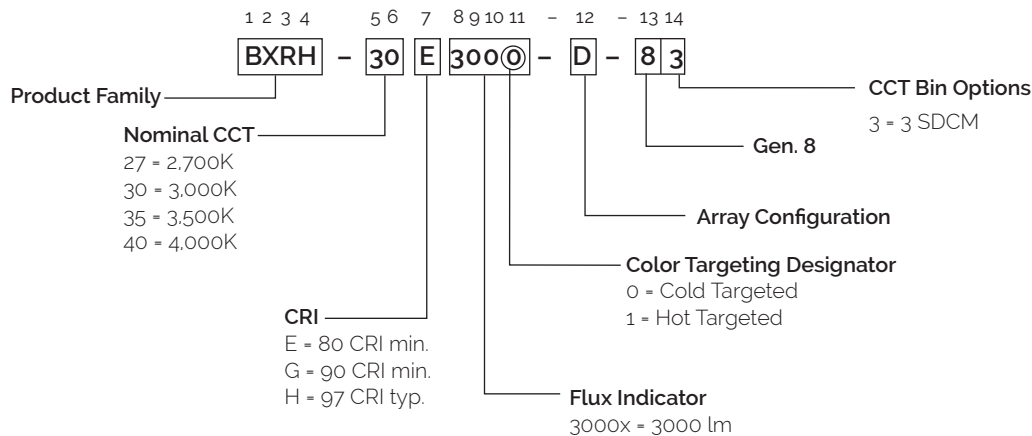 1 2 3 4 5 6 7 8 9 10 11 – 12 – 13 14
BXRH – 30 E 3000 – D – 8 3
Product Family
Nominal CCT
27 = 2,700K
30 = 3,000K
35 = 3,500K
40 = 4,000K
CRI
E = 80 CRI min.
G = 90 CRI min.
H = 97 CRI typ.
Flux Indicator
3000x = 3000 lm
Color Targeting Designator
0 = Cold Targeted
1 = Hot Targeted
Array Configuration
Gen. 8
CCT Bin Options
3 = 3 SDCM